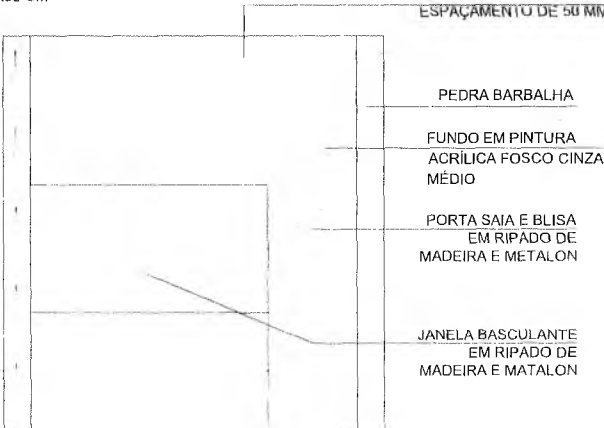 ESPAÇAMENTO DE 50 MM
PEDRA BARBALHA
FUNDO EM PINTURA
ACRÍLICA FOSCO CINZA
MÉDIO
PORTA SAIA E BLISA
EM RIPADO DE
MADEIRA E METALON
JANELA BASCULANTE
EM RIPADO DE
MADEIRA E MATALON